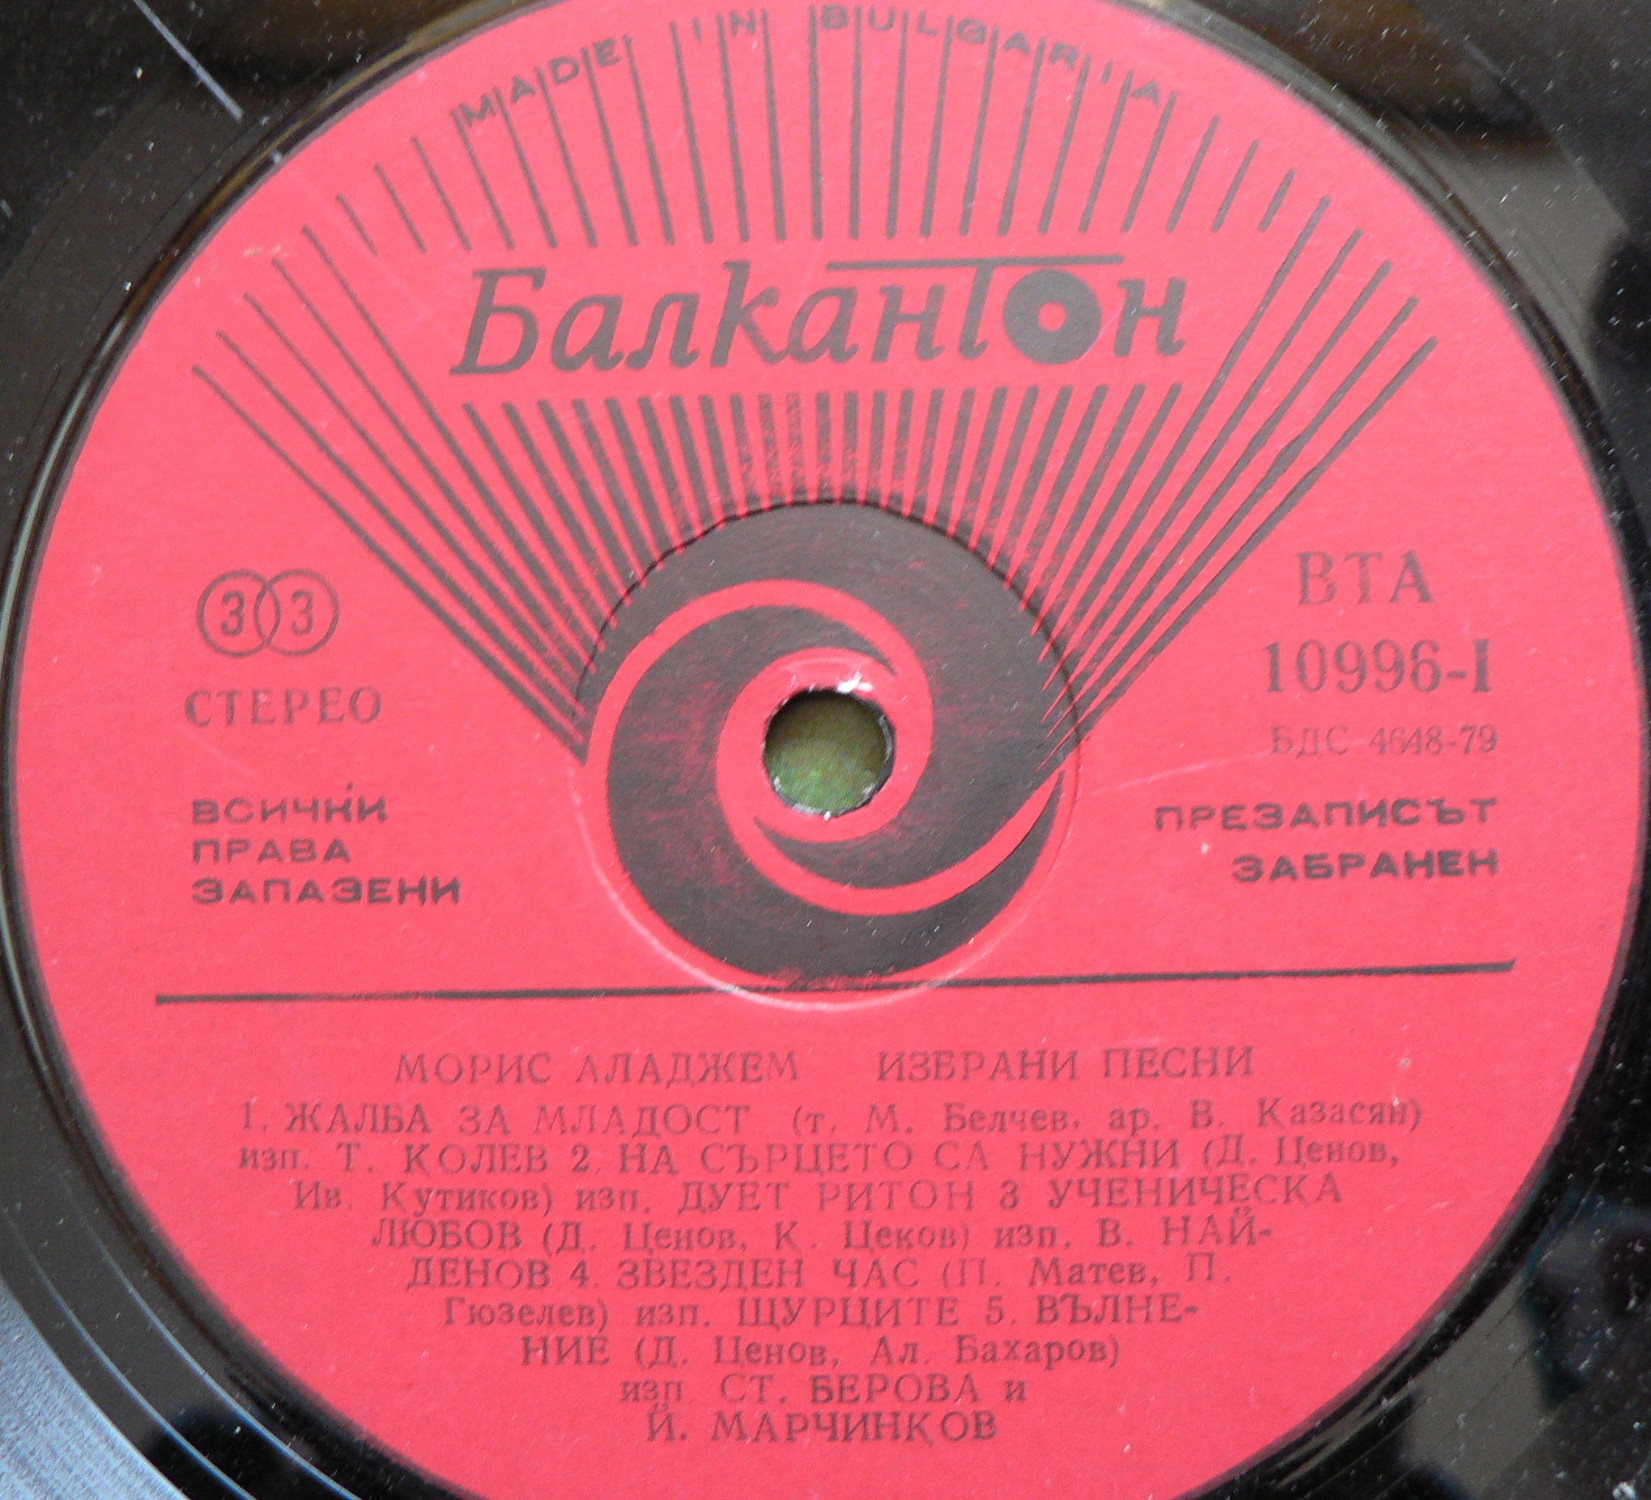 MADE IN BULGARIA
Балкантон
33
СТЕРЕО
ВСИЧКИ
ПРАВА
ЗАПАЗЕНИ
ВТА
10996-I
БДС 4648-79
ПРЕЗАПИСЪТ
ЗАБРАНЕН
МОРИС АЛАДЖЕМ ИЗБРАНИ ПЕСНИ
1. ЖАЛБА ЗА МЛАДОСТ (т. М. Белчев, ар. В. Казасян)
изп. Т. КОЛЕВ 2. НА СЪРЦЕТО СА НУЖНИ (Д. Ценов,
Ив. Кутиков) изп. ДУЕТ РИТОН 3 УЧЕНИЧЕСКА
ЛЮБОВ (Д. Ценов, К. Цеков) изп. В. НАЙ-
ДЕНОВ 4. ЗВЕЗДЕН ЧАС (П. Матев, П.
Гюзелев) изп. ЩУРЦИТЕ 5. ВЪЛНЕ-
НИЕ (Д. Ценов, Ал. Бахаров)
изп. СТ. БЕРОВА и
Й. МАРЧИНКОВ